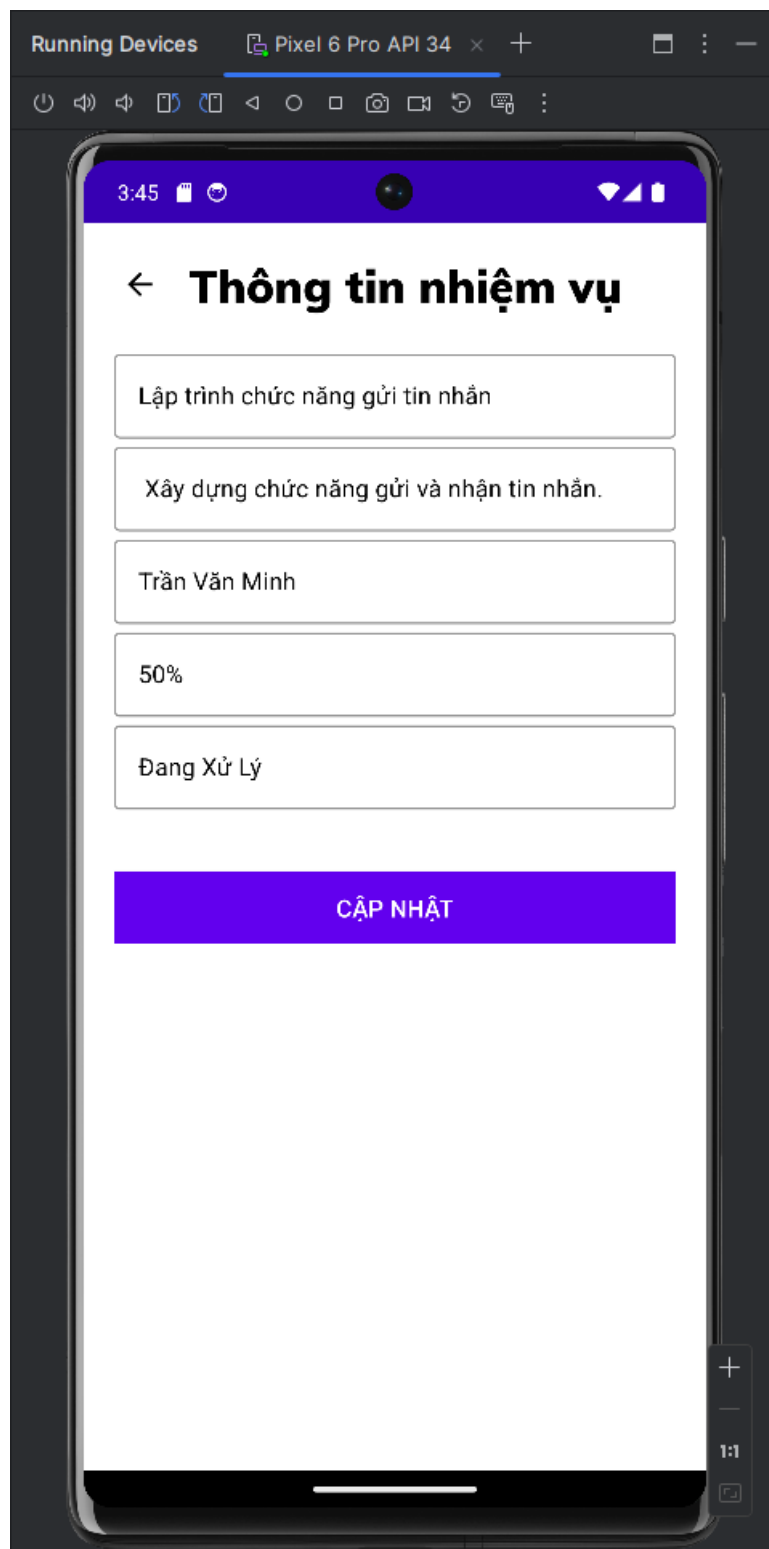 Running Devices Pixel 6 Pro API 34
3:45
Thông tin nhiệm vụ
Lập trình chức năng gửi tin nhắn
Xây dựng chức năng gửi và nhận tin nhắn.
Trần Văn Minh
50%
Đang Xử Lý
CẬP NHẬT
1:1